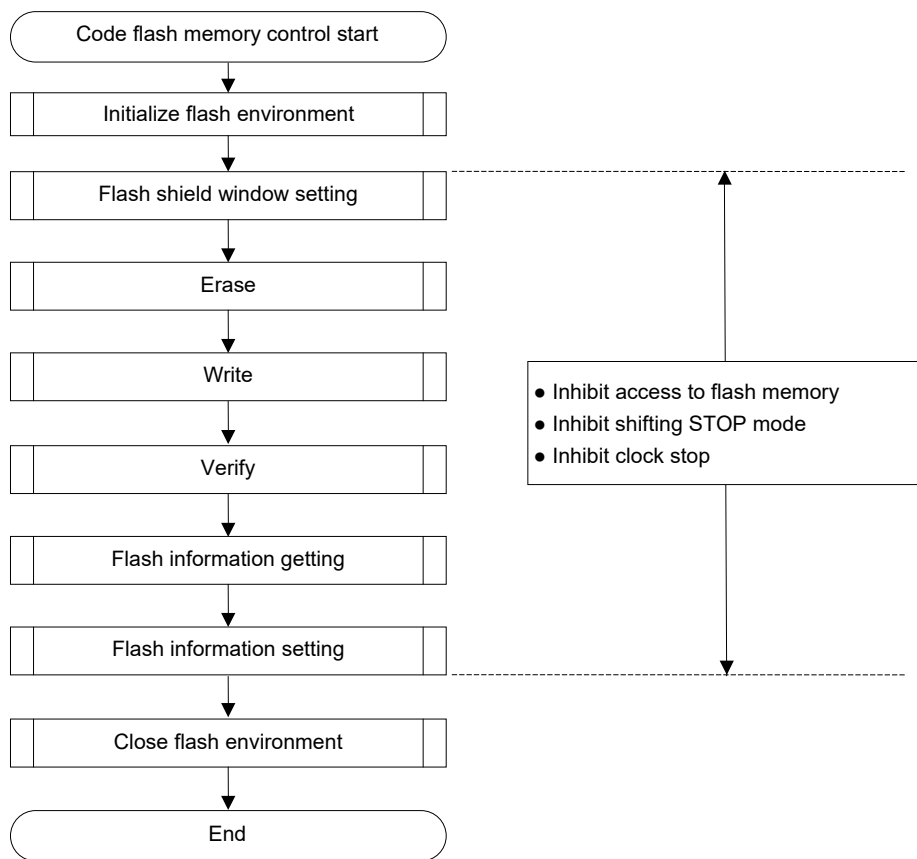 Code flash memory control start
Initialize flash environment
Flash shield window setting
Erase
Write
Verify
Flash information getting
Flash information setting
Close flash environment
End
● Inhibit access to flash memory
● Inhibit shifting STOP mode
● Inhibit clock stop